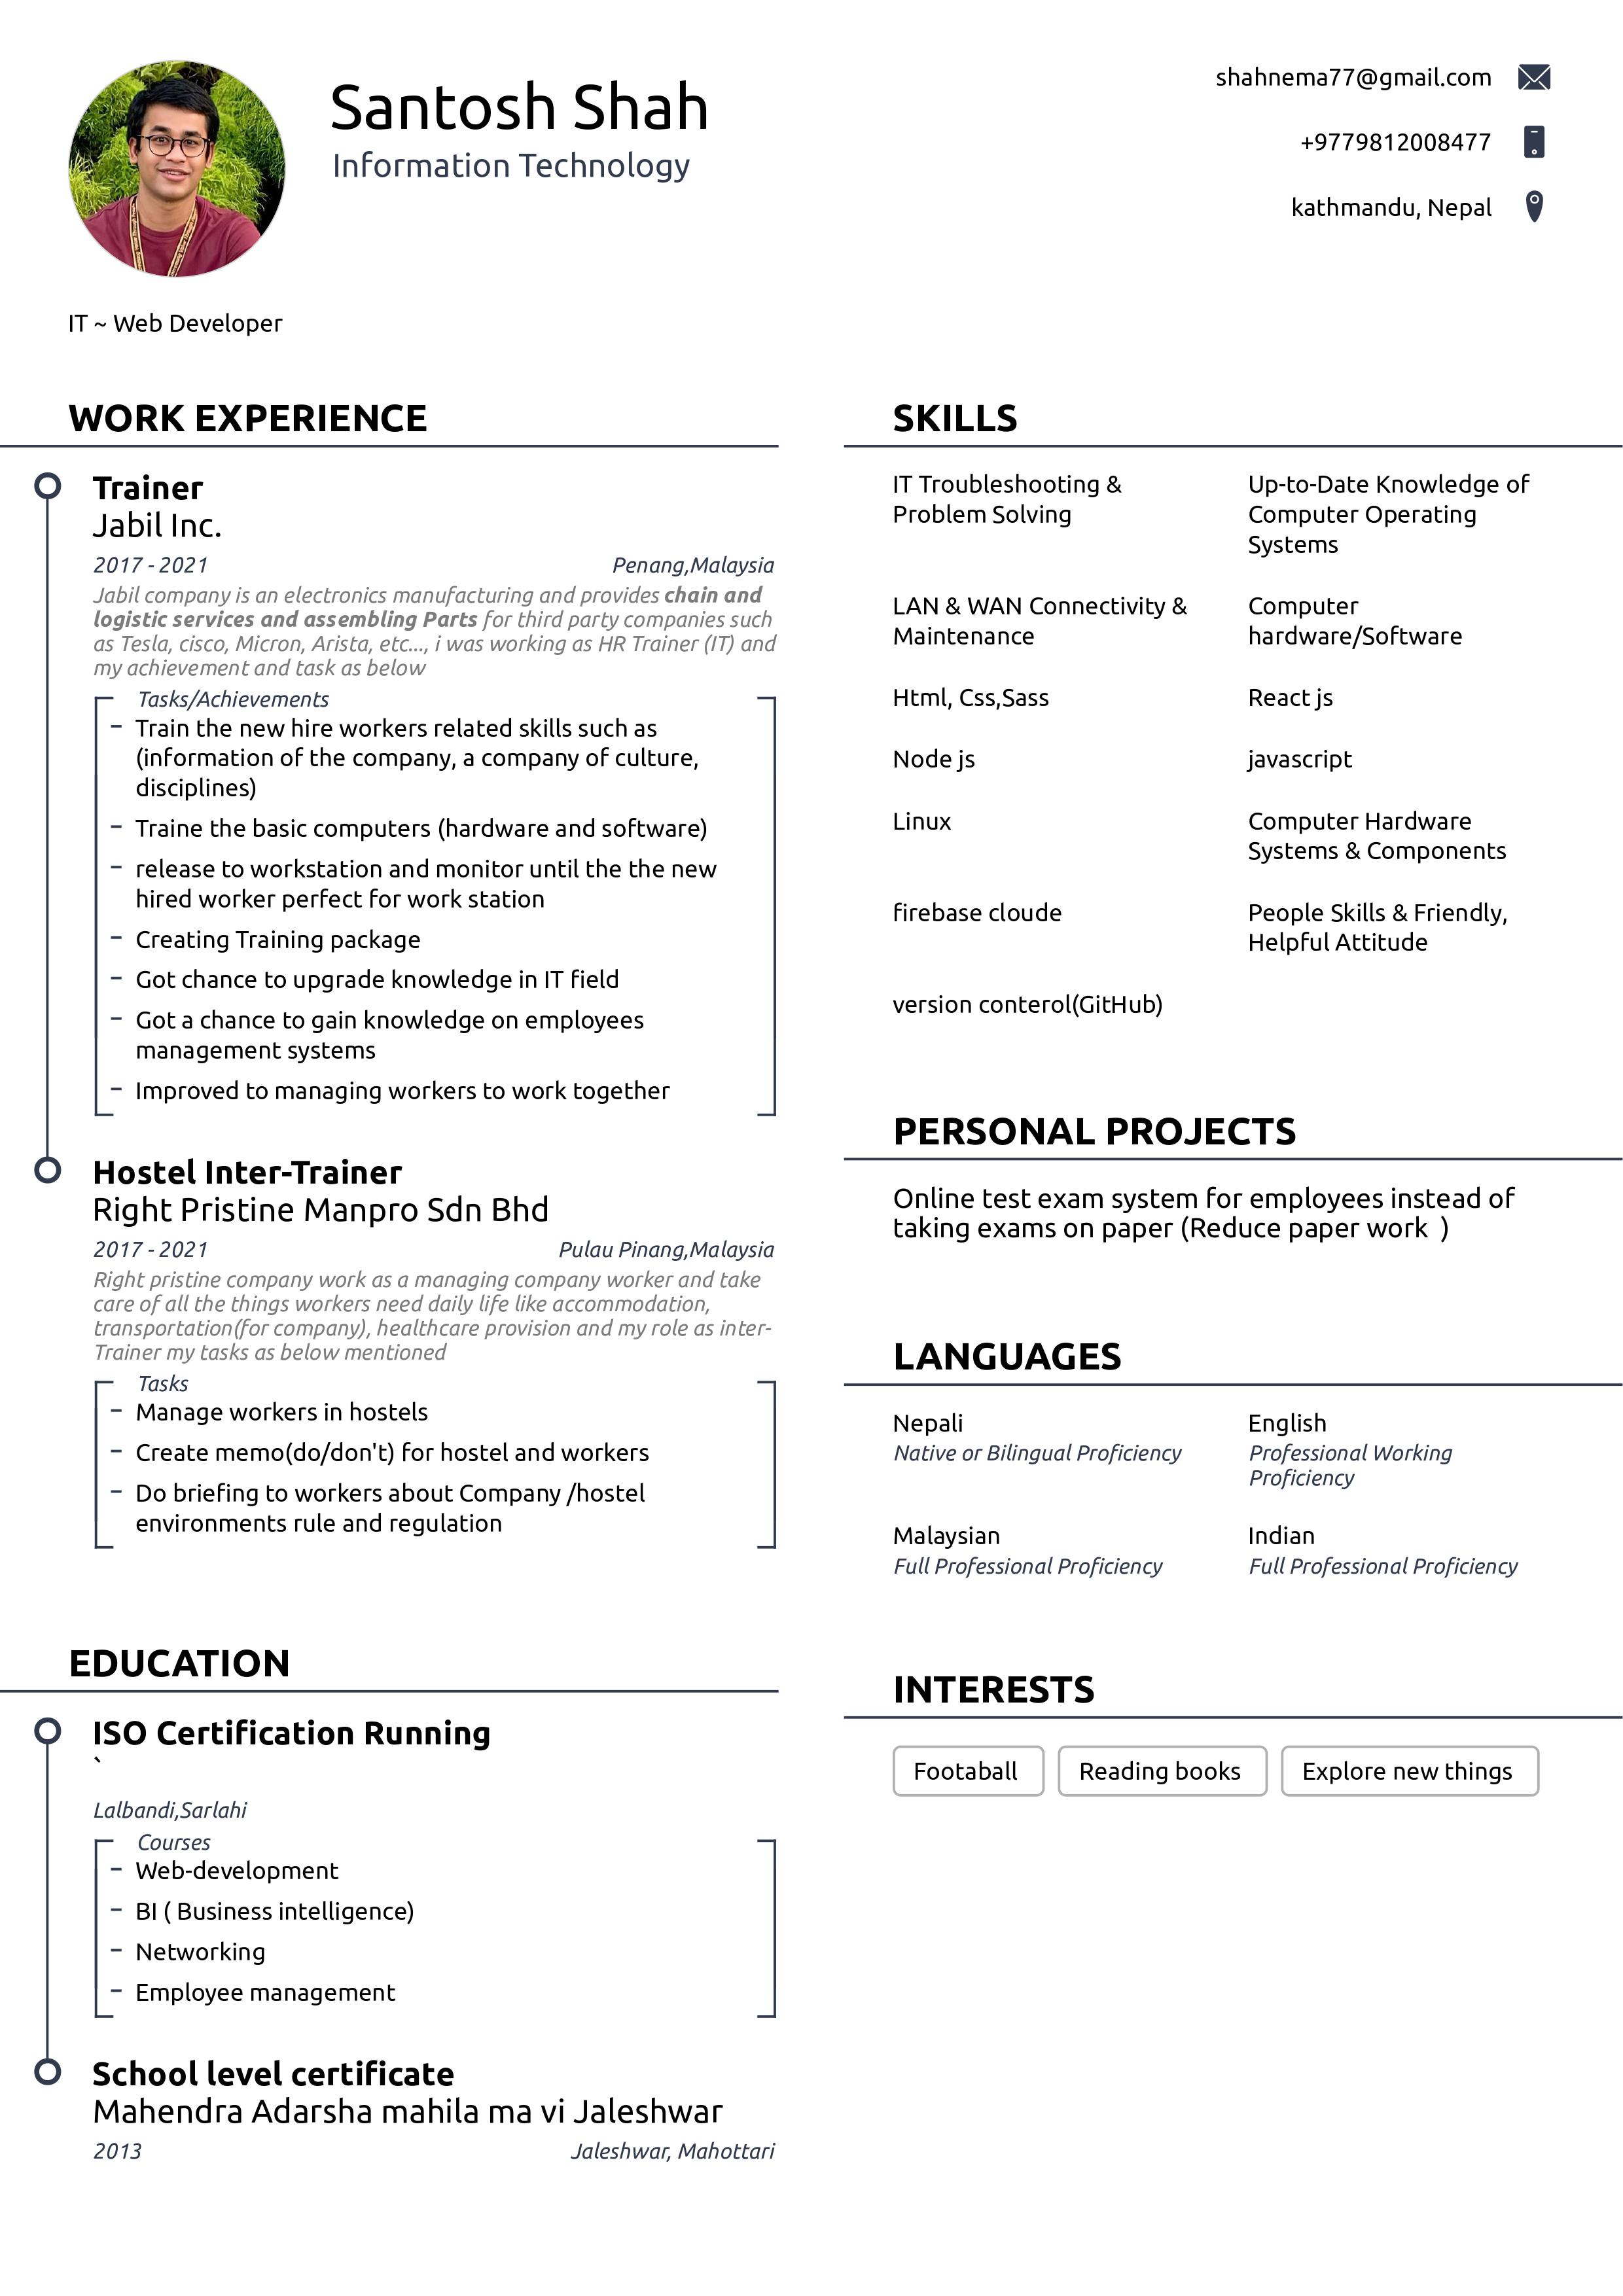 Santosh Shah
Information Technology
shahnema77@gmail.com
+9779812008477
kathmandu, Nepal
IT ~ Web Developer
WORK EXPERIENCE
Trainer
Jabil Inc.
2017 - 2021 Penang,Malaysia
Jabil company is an electronics manufacturing and provides chain and
logistic services and assembling Parts for third party companies such
as Tesla, cisco, Micron, Arista, etc..., i was working as HR Trainer (IT) and
my achievement and task as below
Tasks/Achievements
– Train the new hire workers related skills such as
(information of the company, a company of culture,
disciplines)
– Traine the basic computers (hardware and software)
– release to workstation and monitor until the the new
hired worker perfect for work station
– Creating Training package
– Got chance to upgrade knowledge in IT field
– Got a chance to gain knowledge on employees
management systems
– Improved to managing workers to work together
Hostel Inter-Trainer
Right Pristine Manpro Sdn Bhd
2017 - 2021 Pulau Pinang,Malaysia
Right pristine company work as a managing company worker and take
care of all the things workers need daily life like accommodation,
transportation(for company), healthcare provision and my role as inter-
Trainer my tasks as below mentioned
Tasks
– Manage workers in hostels
– Create memo(do/don't) for hostel and workers
– Do briefing to workers about Company /hostel
environments rule and regulation
EDUCATION
ISO Certification Running
`
Lalbandi,Sarlahi
Courses
– Web-development
– BI ( Business intelligence)
– Networking
– Employee management
School level certificate
Mahendra Adarsha mahila ma vi Jaleshwar
2013 Jaleshwar, Mahottari
SKILLS
IT Troubleshooting &
Problem Solving
Up-to-Date Knowledge of
Computer Operating
Systems
LAN & WAN Connectivity &
Maintenance
Computer
hardware/Software
Html, Css,Sass
React js
Node js
javascript
Linux
Computer Hardware
Systems & Components
firebase cloude
People Skills & Friendly,
Helpful Attitude
version conterol(GitHub)
PERSONAL PROJECTS
Online test exam system for employees instead of
taking exams on paper (Reduce paper work )
LANGUAGES
Nepali
Native or Bilingual Proficiency
English
Professional Working
Proficiency
Malaysian
Full Professional Proficiency
Indian
Full Professional Proficiency
INTERESTS
Footaball
Reading books
Explore new things